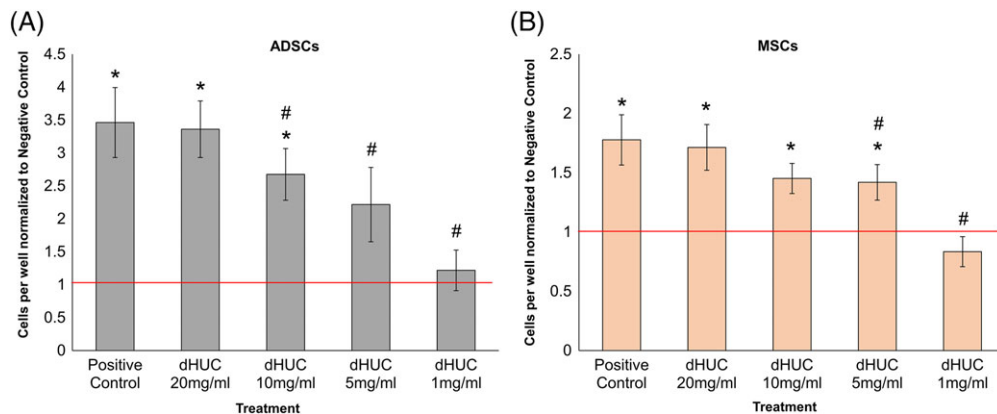 (A)
ADSCs
Cells per well normalized to Negative Control
4.5
4
3.5
3
2.5
2
1.5
1
0.5
0
*
*
#
*
#
#
Positive
Control
dHUC
20mg/ml
dHUC
10mg/ml
dHUC
5mg/ml
dHUC
1mg/ml
Treatment
(B)
MSCs
Cells per well normalized to Negative Control
2.5
2
1.5
1
0.5
0
*
*
*
#
*
#
Positive
Control
dHUC
20mg/ml
dHUC
10mg/ml
dHUC
5mg/ml
dHUC
1mg/ml
Treatment